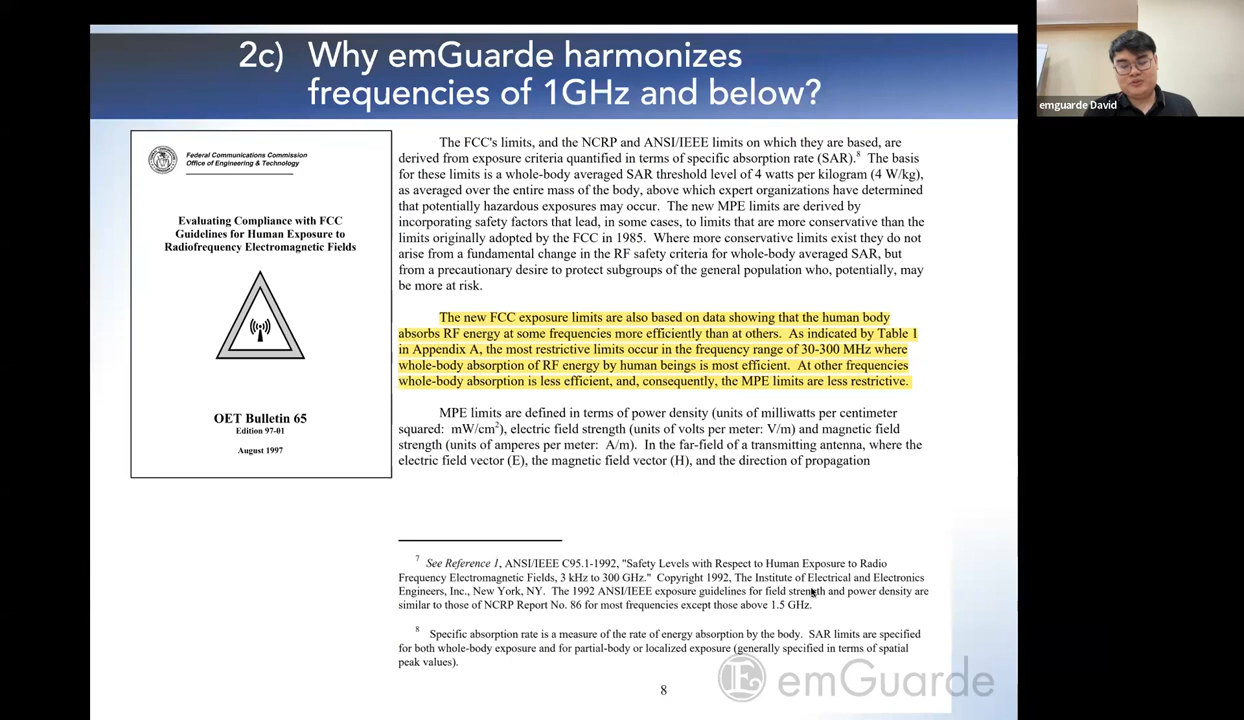 2c) Why emGuarde harmonizes
frequencies of 1GHz and below?
emguarde David
Federal Communications Commission
Office of Engineering & Technology
Evaluating Compliance with FCC
Guidelines for Human Exposure to
Radiofrequency Electromagnetic Fields
OET Bulletin 65
Edition 97-01
August 1997
The FCC's limits, and the NCRP and ANSI/IEEE limits on which they are based, are
derived from exposure criteria quantified in terms of specific absorption rate (SAR).8 The basis
for these limits is a whole-body averaged SAR threshold level of 4 watts per kilogram (4 W/kg),
as averaged over the entire mass of the body, above which expert organizations have determined
that potentially hazardous exposures may occur. The new MPE limits are derived by
incorporating safety factors that lead, in some cases, to limits that are more conservative than the
limits originally adopted by the FCC in 1985. Where more conservative limits exist they do not
arise from a fundamental change in the RF safety criteria for whole-body averaged SAR, but
from a precautionary desire to protect subgroups of the general population who, potentially, may
be more at risk.
The new FCC exposure limits are also based on data showing that the human body
absorbs RF energy at some frequencies more efficiently than at others. As indicated by Table 1
in Appendix A, the most restrictive limits occur in the frequency range of 30-300 MHz where
whole-body absorption of RF energy by human beings is most efficient. At other frequencies
whole-body absorption is less efficient, and, consequently, the MPE limits are less restrictive.
MPE limits are defined in terms of power density (units of milliwatts per centimeter
squared: mW/cm2), electric field strength (units of volts per meter: V/m) and magnetic field
strength (units of amperes per meter: A/m). In the far-field of a transmitting antenna, where the
electric field vector (E), the magnetic field vector (H), and the direction of propagation
7 See Reference 1, ANSI/IEEE C95.1-1992, "Safety Levels with Respect to Human Exposure to Radio
Frequency Electromagnetic Fields, 3 kHz to 300 GHz." Copyright 1992, The Institute of Electrical and Electronics
Engineers, Inc., New York, NY. The 1992 ANSI/IEEE exposure guidelines for field strength and power density are
similar to those of NCRP Report No. 86 for most frequencies except those above 1.5 GHz.
8 Specific absorption rate is a measure of the rate of energy absorption by the body. SAR limits are specified
for both whole-body exposure and for partial-body or localized exposure (generally specified in terms of spatial
peak values).
8
emGuarde